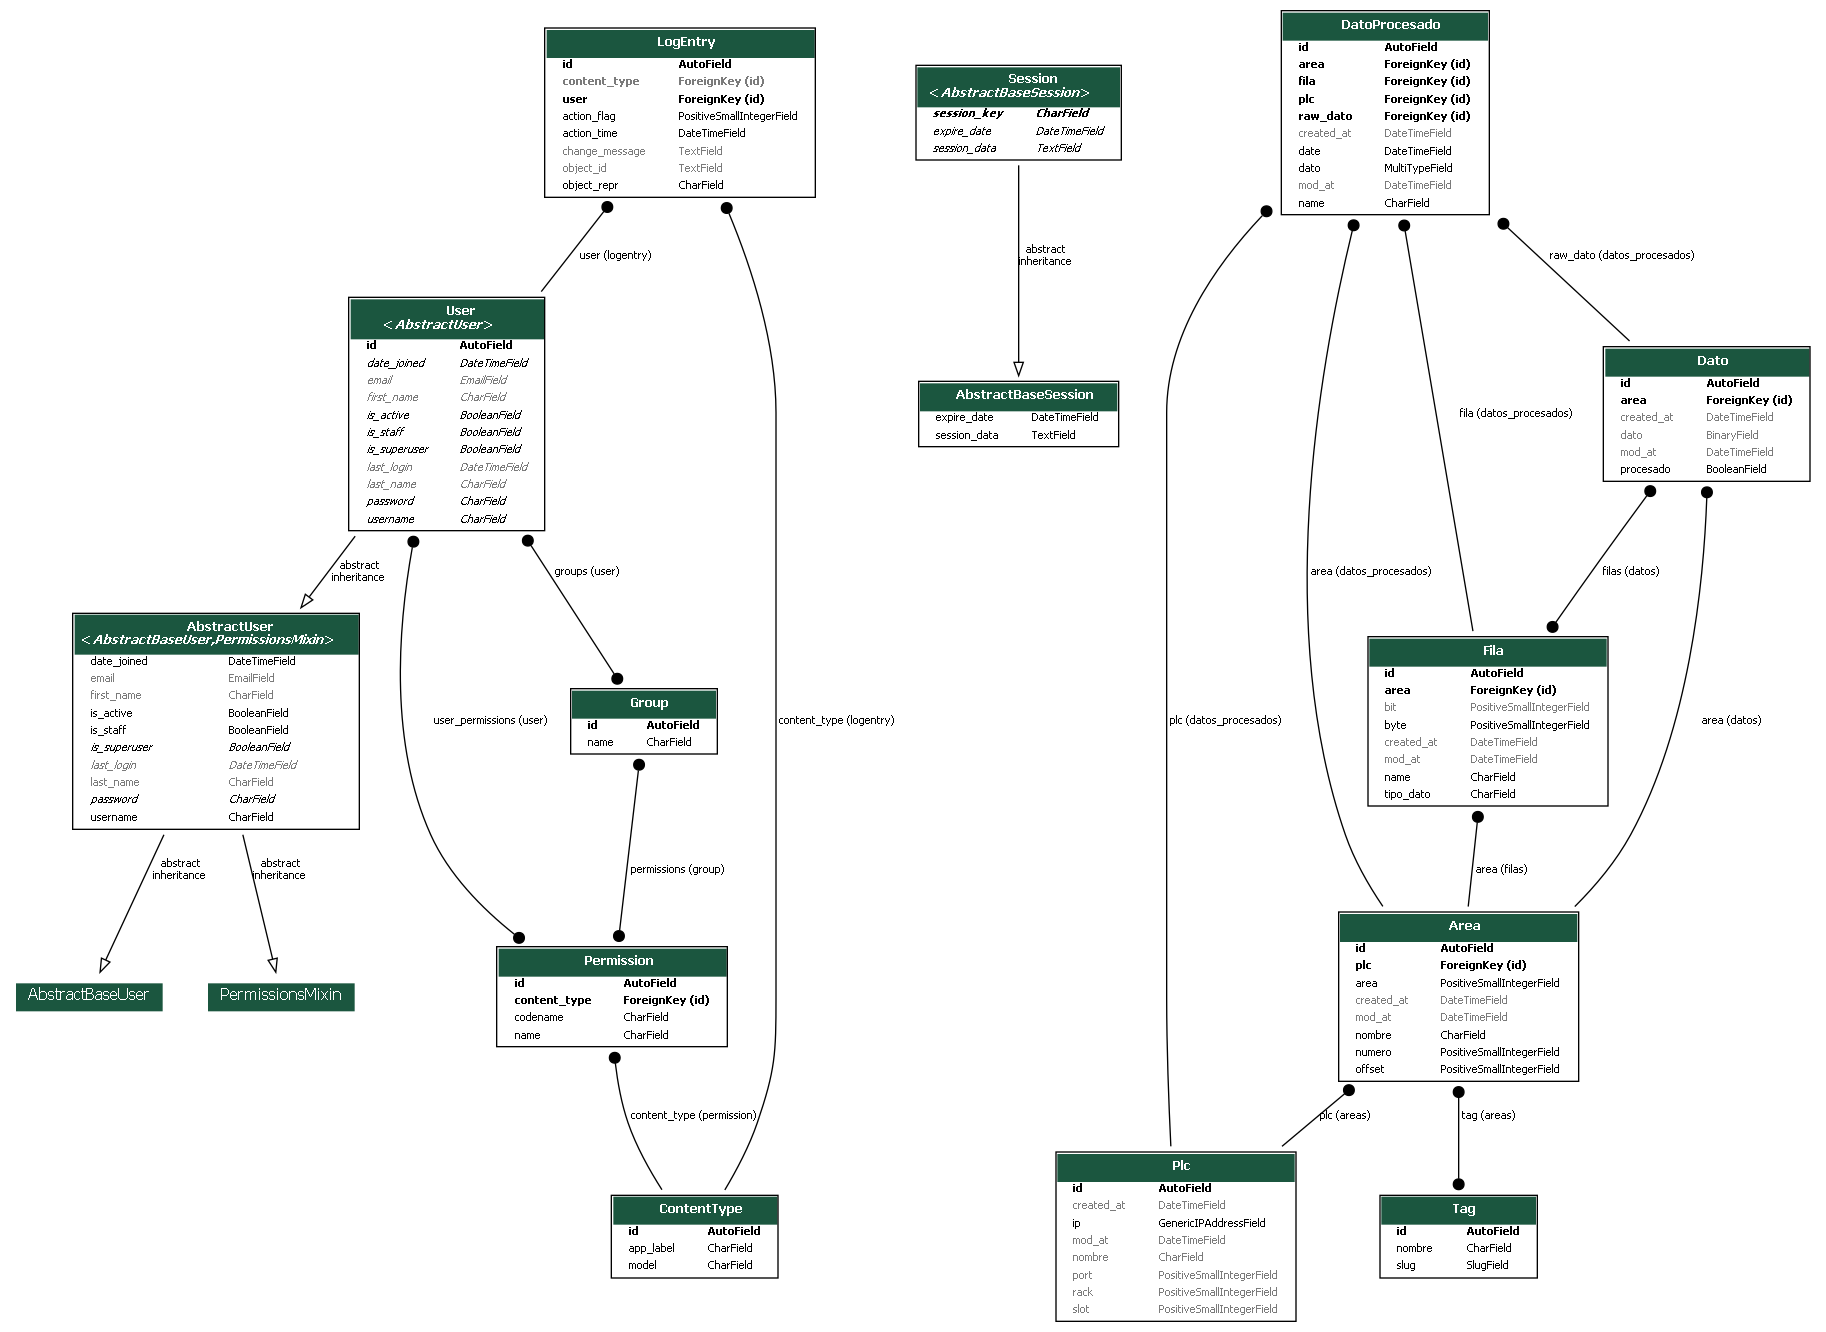 LogEntry
id AutoField
content_type ForeignKey (id)
user ForeignKey (id)
action_flag PositiveSmallIntegerField
action_time DateTimeField
change_message TextField
object_id TextField
object_repr CharField
user (logentry)
User
<AbstractUser>
id AutoField
date_joined DateTimeField
email EmailField
first_name CharField
is_active BooleanField
is_staff BooleanField
is_superuser BooleanField
last_login DateTimeField
last_name CharField
password CharField
username CharField
abstract
inheritance
groups (user)
AbstractUser
<AbstractBaseUser,PermissionsMixin>
date_joined DateTimeField
email EmailField
first_name CharField
is_active BooleanField
is_staff BooleanField
is_superuser BooleanField
last_login DateTimeField
last_name CharField
password CharField
username CharField
abstract
inheritance
abstract
inheritance
AbstractBaseUser
PermissionsMixin
user_permissions (user)
Group
id AutoField
name CharField
content_type (logentry)
permissions (group)
Permission
id AutoField
content_type ForeignKey (id)
codename CharField
name CharField
content_type (permission)
ContentType
id AutoField
app_label CharField
model CharField
Session
<AbstractBaseSession>
session_key CharField
expire_date DateTimeField
session_data TextField
abstract
inheritance
AbstractBaseSession
expire_date DateTimeField
session_data TextField
DatoProcesado
id AutoField
area ForeignKey (id)
fila ForeignKey (id)
plc ForeignKey (id)
raw_dato ForeignKey (id)
created_at DateTimeField
date DateTimeField
dato MultiTypeField
mod_at DateTimeField
name CharField
raw_dato (datos_procesados)
Dato
id AutoField
area ForeignKey (id)
created_at DateTimeField
dato BinaryField
mod_at DateTimeField
procesado BooleanField
fila (datos_procesados)
area (datos_procesados)
filas (datos)
Fila
id AutoField
area ForeignKey (id)
bit PositiveSmallIntegerField
byte PositiveSmallIntegerField
created_at DateTimeField
mod_at DateTimeField
name CharField
tipo_dato CharField
plc (datos_procesados)
area (datos)
area (filas)
Area
id AutoField
plc ForeignKey (id)
area PositiveSmallIntegerField
created_at DateTimeField
mod_at DateTimeField
nombre CharField
numero PositiveSmallIntegerField
offset PositiveSmallIntegerField
plc (areas)
tag (areas)
Plc
id AutoField
created_at DateTimeField
ip GenericIPAddressField
mod_at DateTimeField
nombre CharField
port PositiveSmallIntegerField
rack PositiveSmallIntegerField
slot PositiveSmallIntegerField
Tag
id AutoField
nombre CharField
slug SlugField